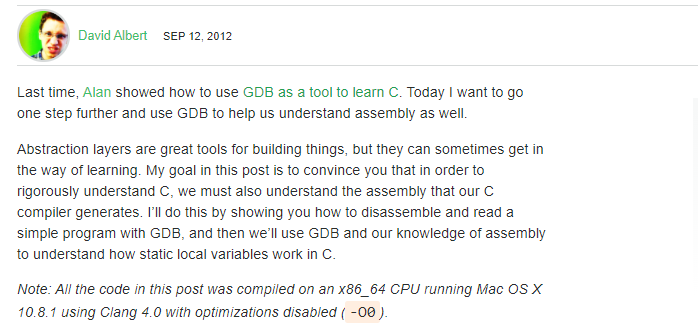 David Albert SEP 12, 2012
Last time, Alan showed how to use GDB as a tool to learn C. Today I want to go
one step further and use GDB to help us understand assembly as well.
Abstraction layers are great tools for building things, but they can sometimes get in
the way of learning. My goal in this post is to convince you that in order to
rigorously understand C, we must also understand the assembly that our C
compiler generates. I’ll do this by showing you how to disassemble and read a
simple program with GDB, and then we’ll use GDB and our knowledge of assembly
to understand how static local variables work in C.
Note: All the code in this post was compiled on an x86_64 CPU running Mac OS X
10.8.1 using Clang 4.0 with optimizations disabled ( -O0 ).